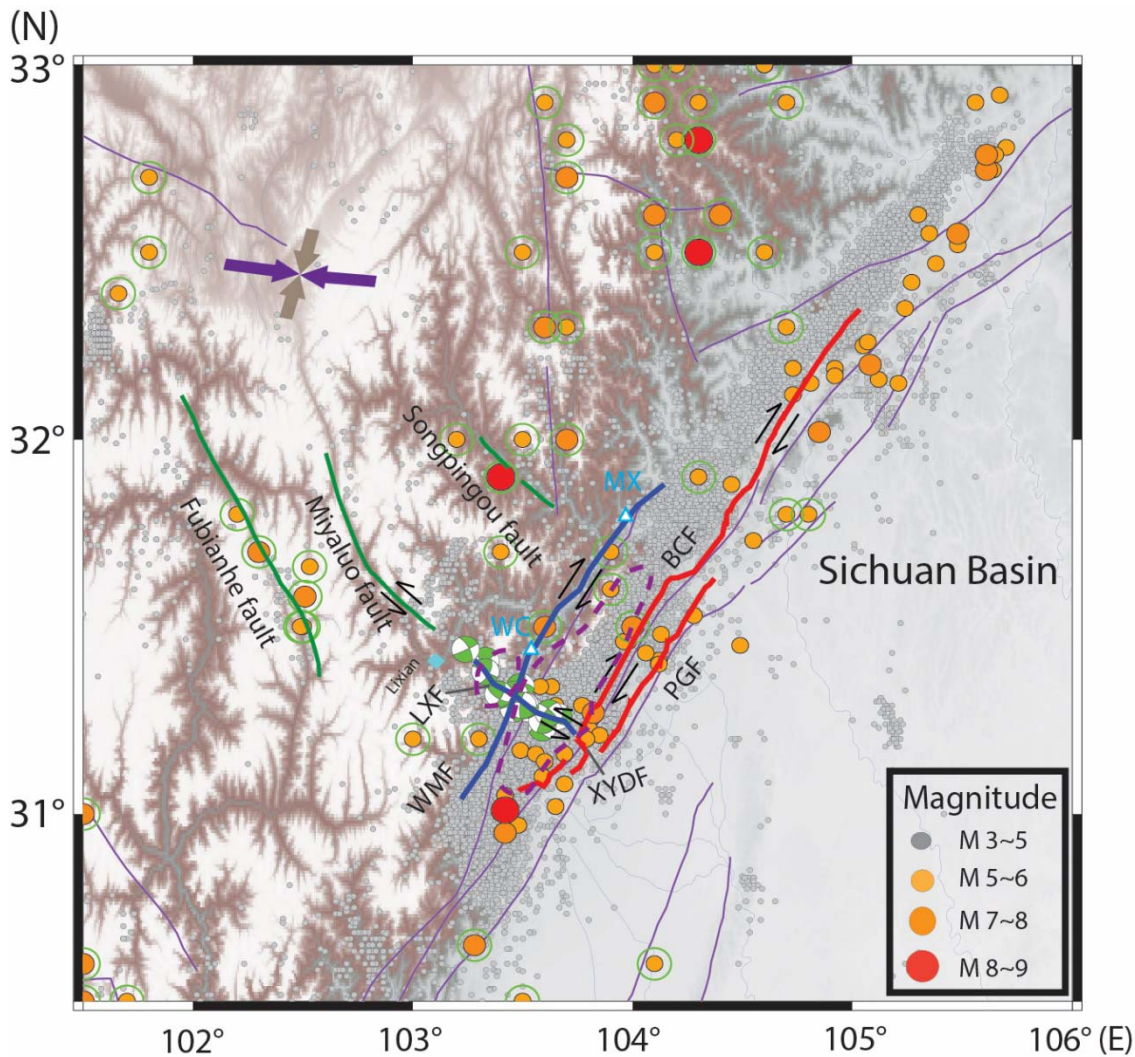 (N)
33°
32°
31°
Songpingou fault
MX
Fubianhe fault
Miyaluo fault
BCF
Sichuan Basin
WC
Lixian
LXF
PGF
WMF
XYDF
Magnitude
M 3~5
M 5~6
M 7~8
M 8~9
102°
103°
104°
105°
106° (E)